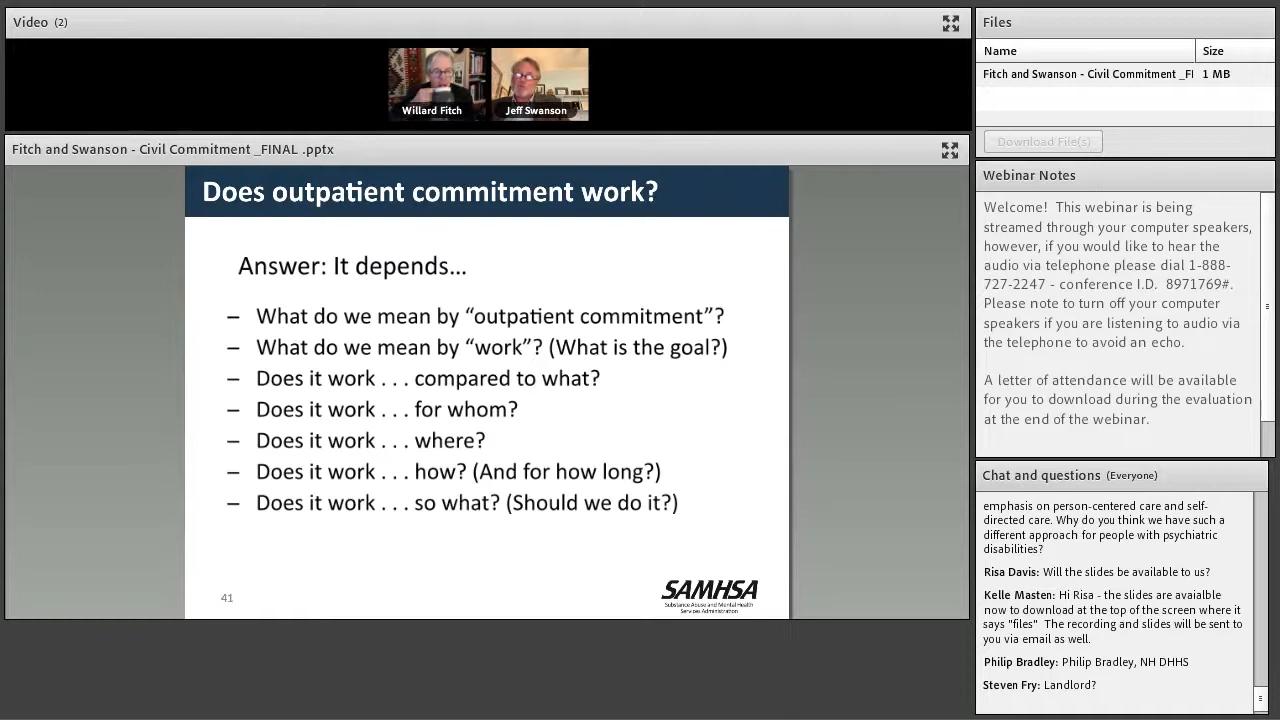 Video (2)
Willard Fitch
Jeff Swanson
Fitch and Swanson - Civil Commitment _FINAL .pptx
Does outpatient commitment work?
Answer: It depends...
– What do we mean by “outpatient commitment”?
– What do we mean by “work”? (What is the goal?)
– Does it work . . . compared to what?
– Does it work . . . for whom?
– Does it work . . . where?
– Does it work . . . how? (And for how long?)
– Does it work . . . so what? (Should we do it?)
41
SAMHSA
Substance Abuse and Mental Health
Services Administration
Files
Name Size
Fitch and Swanson - Civil Commitment _FI 1 MB
Download File(s)
Webinar Notes
Welcome! This webinar is being
streamed through your computer speakers,
however, if you would like to hear the
audio via telephone please dial 1-888-
727-2247 - conference I.D. 8971769#.
Please note to turn off your computer
speakers if you are listening to audio via
the telephone to avoid an echo.
A letter of attendance will be available
for you to download during the evaluation
at the end of the webinar.
Chat and questions (Everyone)
emphasis on person-centered care and self-
directed care. Why do you think we have such a
different approach for people with psychiatric
disabilities?
Risa Davis: Will the slides be available to us?
Kelle Masten: Hi Risa - the slides are avaialbe
now to download at the top of the screen where it
says "files" The recording and slides will be sent to
you via email as well.
Philip Bradley: Philip Bradley, NH DHHS
Steven Fry: Landlord?